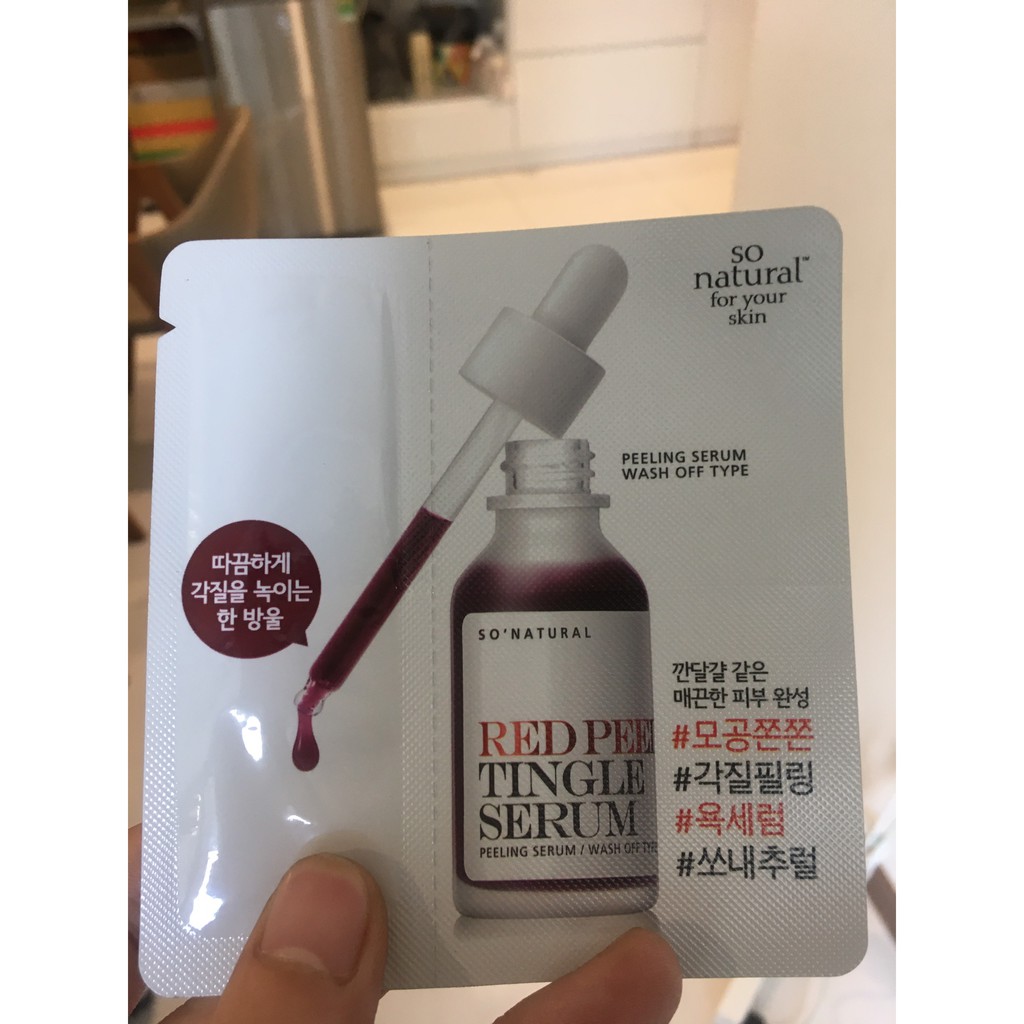 so
natural™
for your
skin
PEELING SERUM
WASH OFF TYPE
따끔하게
각질을 녹이는
한 방울
SO'NATURAL
RED PEEL
TINGLE
SERUM
PEELING SERUM / WASH OFF TYPE
깐달걀 같은
매끈한 피부 완성
#모공쫀쫀
#각질필링
#욕세럼
#쏘내추럴